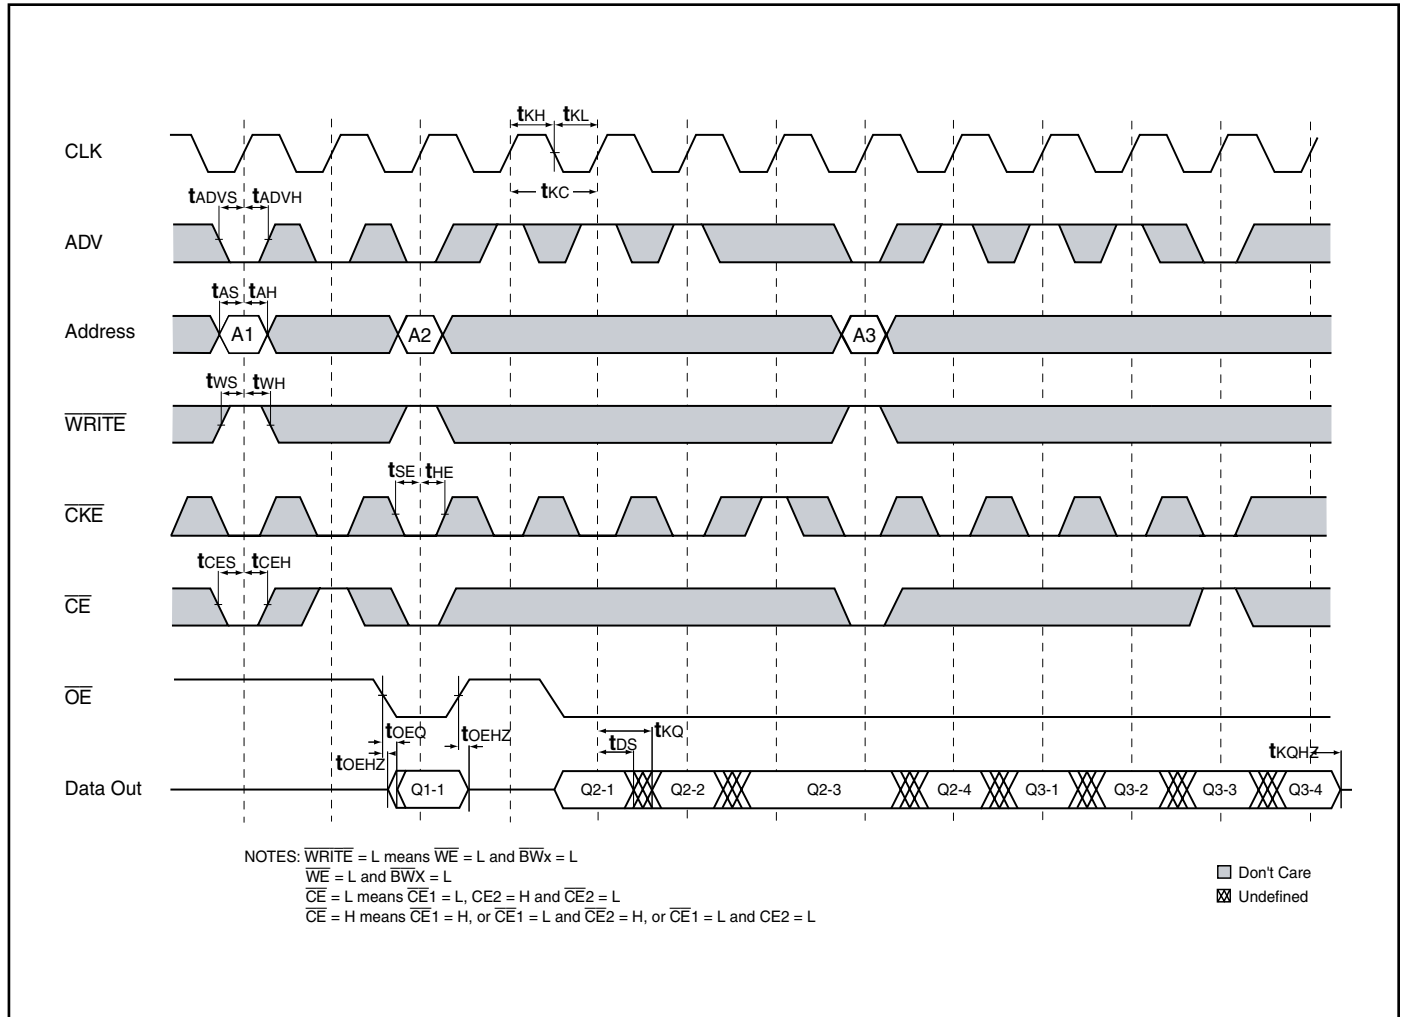 tKH tKL
CLK
tKC
tADVS tADVH
ADV
tAS tAH
Address A1 A2 A3
tWS tWH
WRITE
tSE tHE
CKE
tCES tCEH
CE
OE
tOEQ tOEHZ tKQ
tDS
tOEHZ tKQHZ
Data Out Q1-1 Q2-1 Q2-2 Q2-3 Q2-4 Q3-1 Q3-2 Q3-3 Q3-4
NOTES: WRITE = L means WE = L and BWx = L
WE = L and BWX = L
CE = L means CE1 = L, CE2 = H and CE2 = L
CE = H means CE1 = H, or CE1 = L and CE2 = H, or CE1 = L and CE2 = L
Don't Care
Undefined